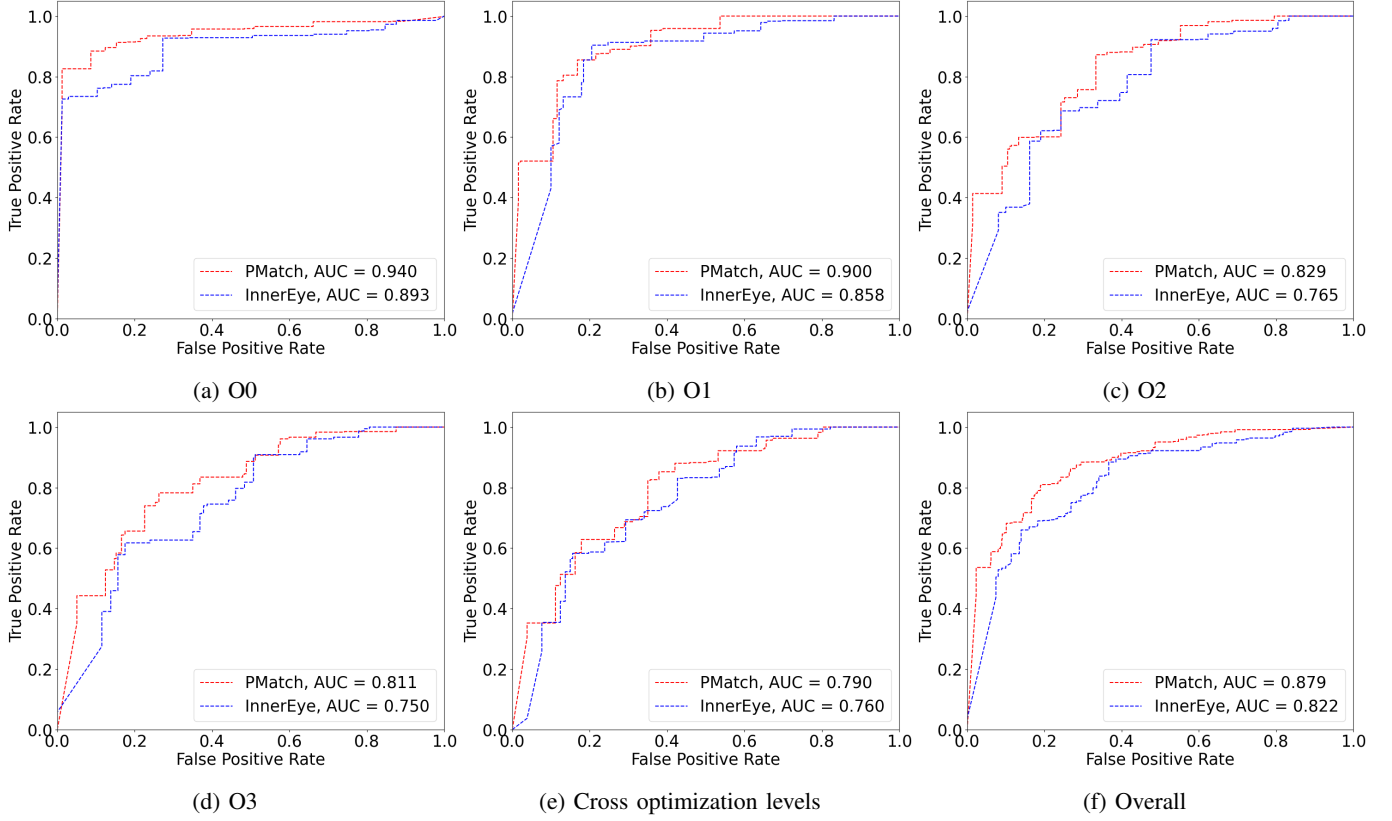 True Positive Rate
1.0
0.8
0.6
0.4
0.2
0.0
PMatch, AUC = 0.940
InnerEye, AUC = 0.893
0.0 0.2 0.4 0.6 0.8 1.0
False Positive Rate
(a) O0
True Positive Rate
1.0
0.8
0.6
0.4
0.2
0.0
PMatch, AUC = 0.900
InnerEye, AUC = 0.858
0.0 0.2 0.4 0.6 0.8 1.0
False Positive Rate
(b) O1
True Positive Rate
1.0
0.8
0.6
0.4
0.2
0.0
PMatch, AUC = 0.829
InnerEye, AUC = 0.765
0.0 0.2 0.4 0.6 0.8 1.0
False Positive Rate
(c) O2
True Positive Rate
1.0
0.8
0.6
0.4
0.2
0.0
PMatch, AUC = 0.811
InnerEye, AUC = 0.750
0.0 0.2 0.4 0.6 0.8 1.0
False Positive Rate
(d) O3
True Positive Rate
1.0
0.8
0.6
0.4
0.2
0.0
PMatch, AUC = 0.790
InnerEye, AUC = 0.760
0.0 0.2 0.4 0.6 0.8 1.0
False Positive Rate
(e) Cross optimization levels
True Positive Rate
1.0
0.8
0.6
0.4
0.2
0.0
PMatch, AUC = 0.879
InnerEye, AUC = 0.822
0.0 0.2 0.4 0.6 0.8 1.0
False Positive Rate
(f) Overall